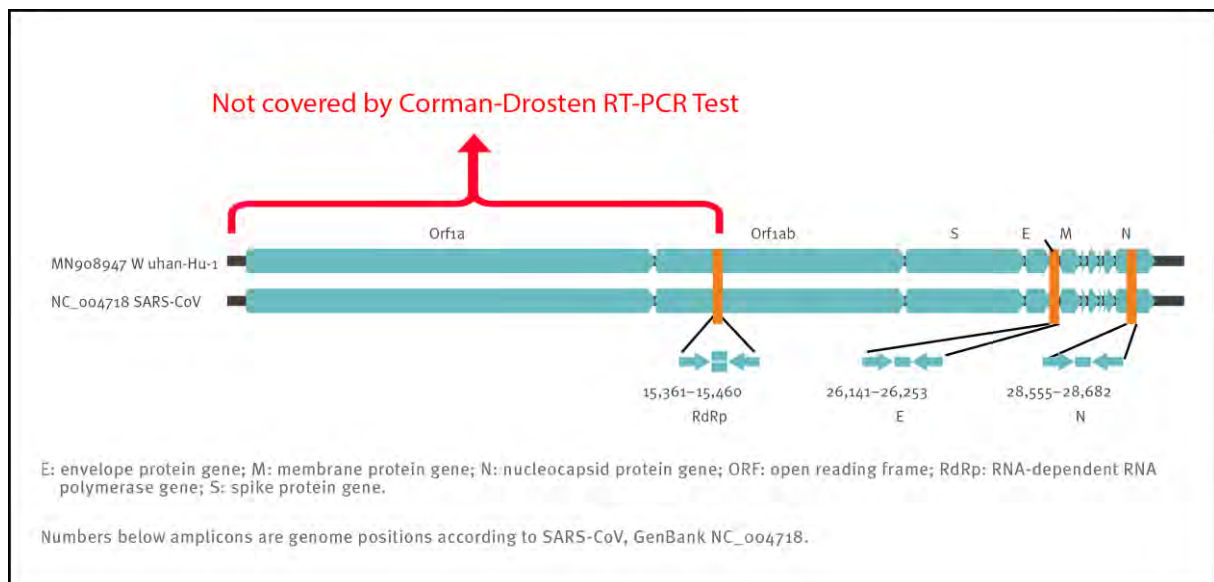 Not covered by Corman-Drosten RT-PCR Test
Orf1a Orf1ab S E M N
MN908947 W uhan-Hu-1
NC_004718 SARS-CoV
15,361–15,460 26,141–26,253 28,555–28,682
RdRp E N
E: envelope protein gene; M: membrane protein gene; N: nucleocapsid protein gene; ORF: open reading frame; RdRp: RNA-dependent RNA
polymerase gene; S: spike protein gene.
Numbers below amplicons are genome positions according to SARS-CoV, GenBank NC_004718.